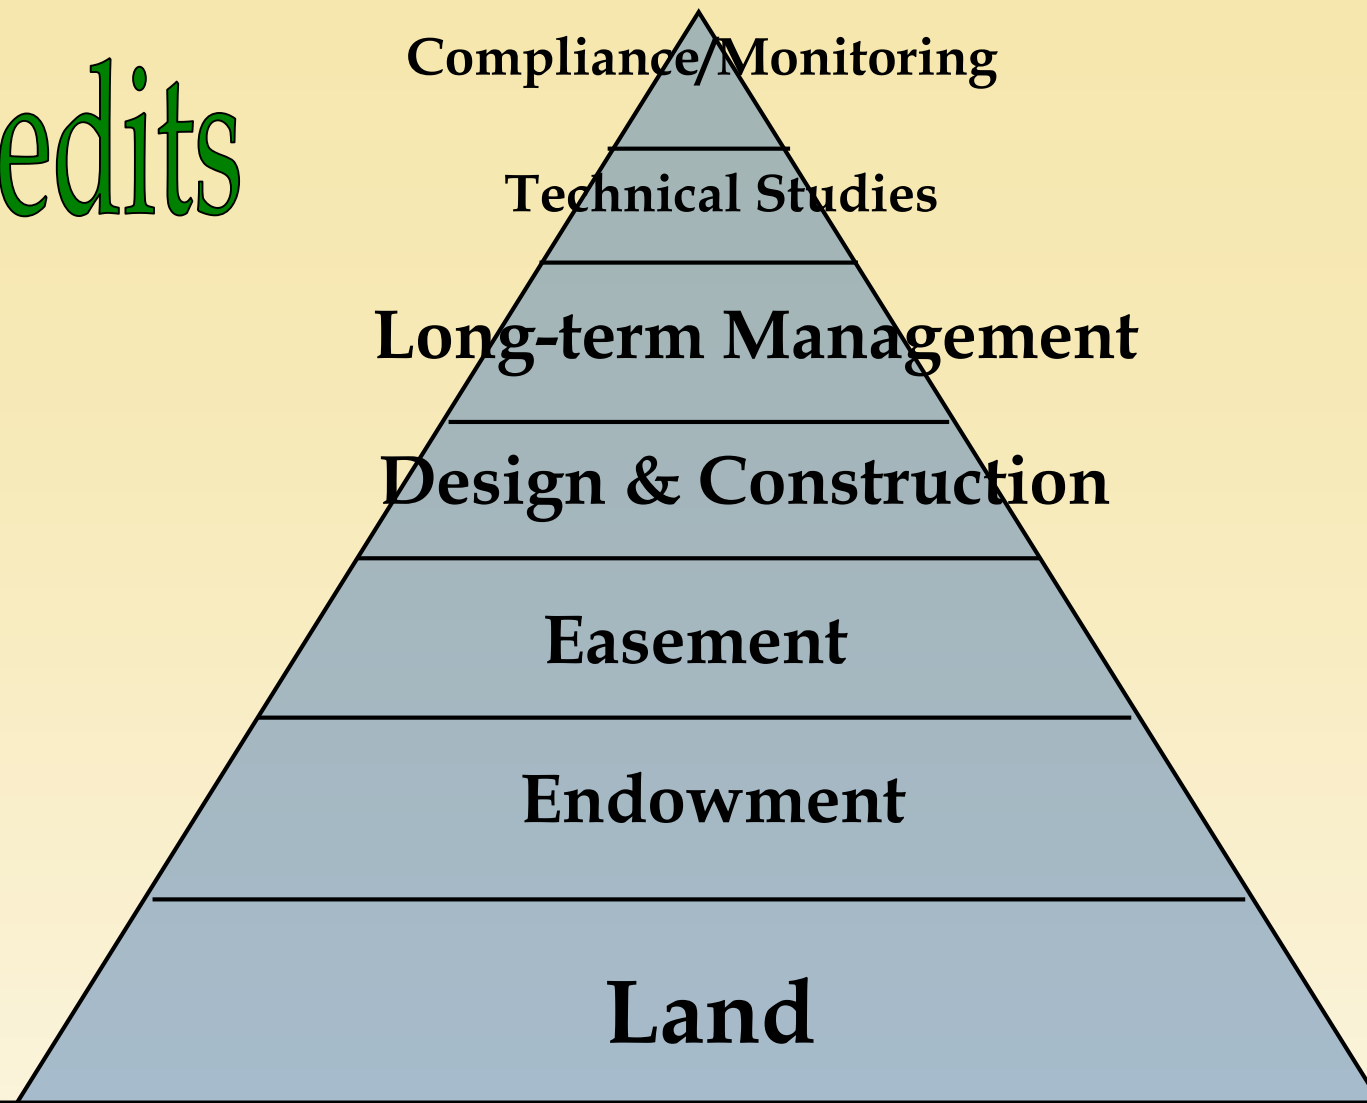 Compliance/Monitoring
edits
Technical Studies
Long-term Management
Design & Construction
Easement
Endowment
Land